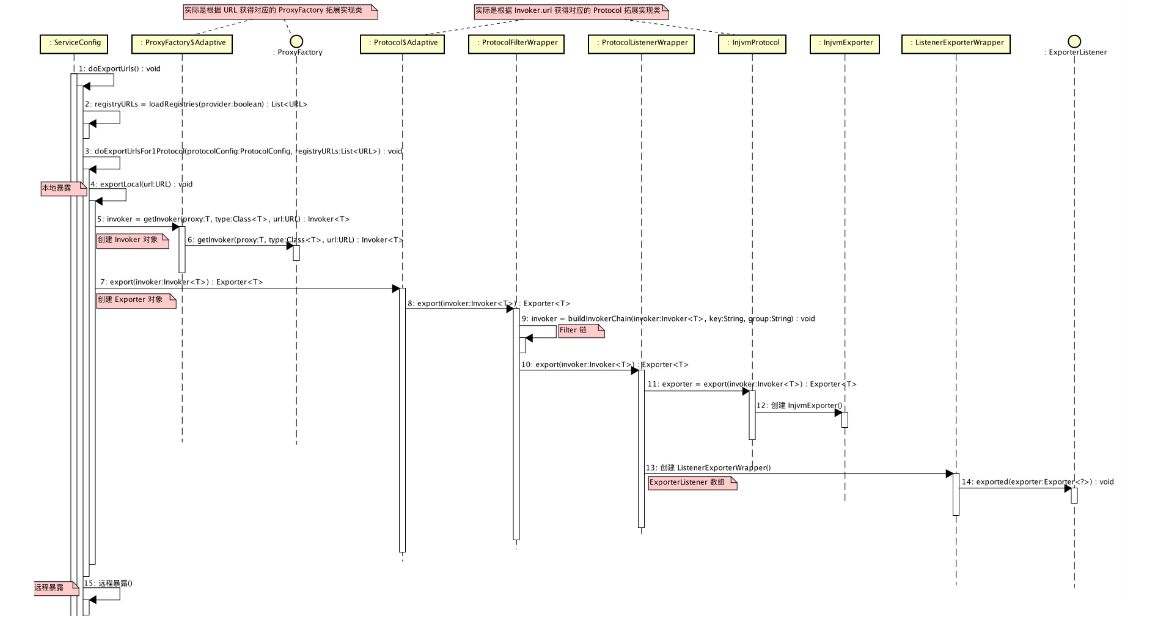 实际是根据 URL 获得对应的 ProxyFactory 拓展实现类
实际是根据 Invoker.url 获得对应的 Protocol 拓展实现类
: ServiceConfig
: ProxyFactory$Adaptive
: ProxyFactory
: Protocol$Adaptive
: ProtocolFilterWrapper
: ProtocolListenerWrapper
: InjvmProtocol
: InjvmExporter
: ListenerExporterWrapper
: ExporterListener
1: doExportUrls() : void
2: registryURLs = loadRegistries(provider:boolean) : List<URL>
3: doExportUrlsFor1Protocol(protocolConfig:ProtocolConfig, registryURLs:List<URL>) : void
本地暴露
4: exportLocal(url:URL) : void
5: invoker = getInvoker(proxy:T, type:Class<T>, url:URL) : Invoker<T>
创建 Invoker 对象
6: getInvoker(proxy:T, type:Class<T>, url:URL) : Invoker<T>
7: export(invoker:Invoker<T>) : Exporter<T>
创建 Exporter 对象
8: export(invoker:Invoker<T>) : Exporter<T>
9: invoker = buildInvokerChain(invoker:Invoker<T>, key:String, group:String) : void
Filter 链
10: export(invoker:Invoker<T>) : Exporter<T>
11: exporter = export(invoker:Invoker<T>) : Exporter<T>
12: 创建 InjvmExporter()
13: 创建 ListenerExporterWrapper()
ExporterListener 数组
14: exported(exporter:Exporter<?>) : void
远程暴露
15: 远程暴露()